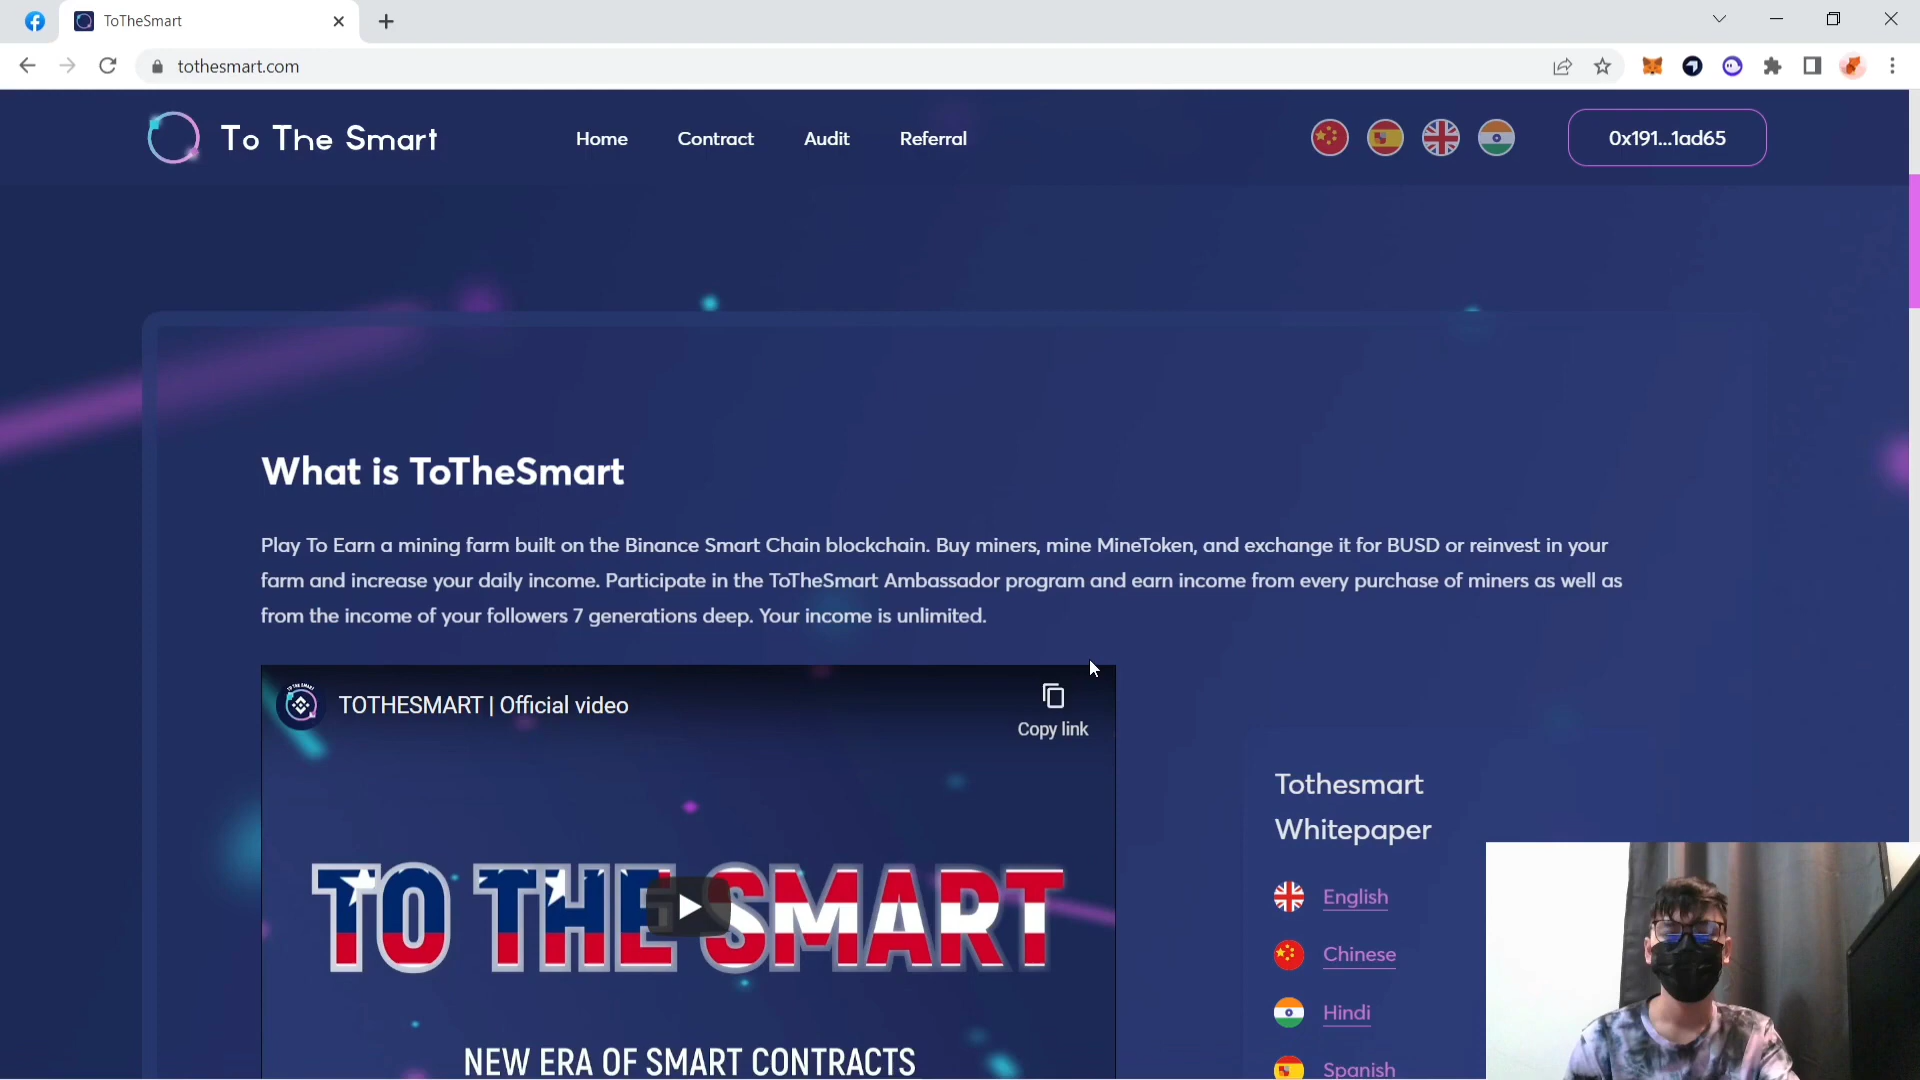 ToTheSmart
tothesmart.com
To The Smart
Home
Contract
Audit
Referral
0x191...1ad65
What is ToTheSmart
Play To Earn a mining farm built on the Binance Smart Chain blockchain. Buy miners, mine MineToken, and exchange it for BUSD or reinvest in your
farm and increase your daily income. Participate in the ToTheSmart Ambassador program and earn income from every purchase of miners as well as
from the income of your followers 7 generations deep. Your income is unlimited.
TOTHESMART | Official video
Copy link
TO THE SMART
NEW ERA OF SMART CONTRACTS
Tothesmart
Whitepaper
English
Chinese
Hindi
Spanish